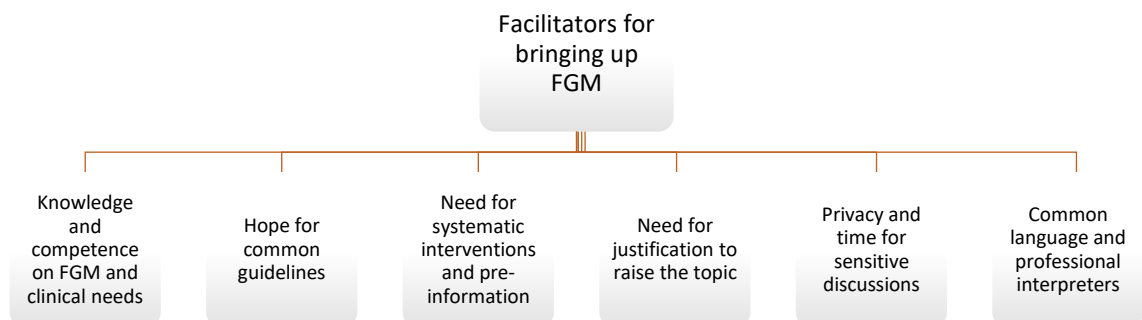 Facilitators for
bringing up
FGM
Knowledge
and
competence
on FGM and
clinical needs
Hope for
common
guidelines
Need for
systematic
interventions
and pre-
information
Need for
justification to
raise the topic
Privacy and
time for
sensitive
discussions
Common
language and
professional
interpreters